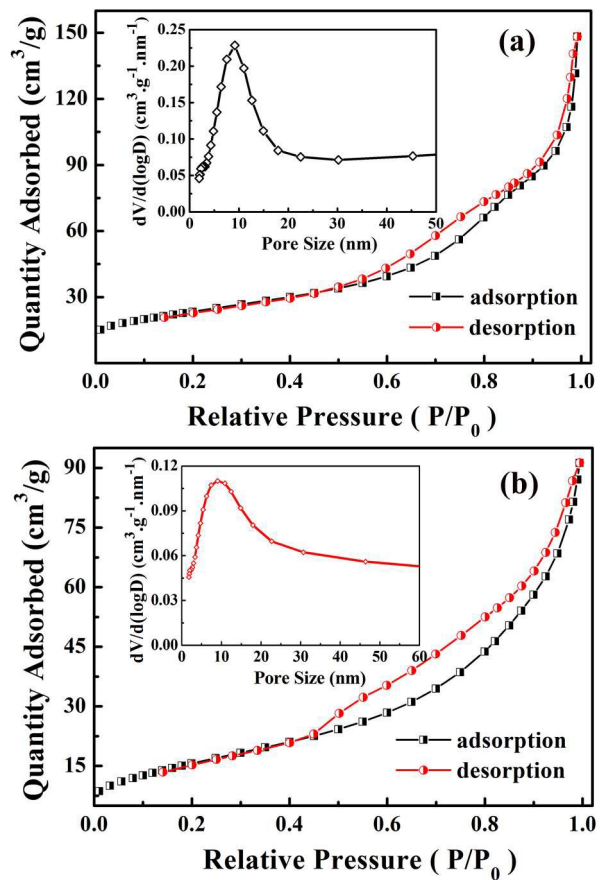 (a)
Quantity Adsorbed (cm³/g)
150
120
90
60
30
0.0 0.2 0.4 0.6 0.8 1.0
Relative Pressure ( P/P₀ )
adsorption
desorption
dV/d(logD) (cm³·g⁻¹·nm⁻¹)
0.25
0.20
0.15
0.10
0.05
0.00
0 10 20 30 40 50
Pore Size (nm)
(b)
Quantity Adsorbed (cm³/g)
90
75
60
45
30
15
0.0 0.2 0.4 0.6 0.8 1.0
Relative Pressure ( P/P₀ )
adsorption
desorption
dV/d(logD) (cm³·g⁻¹·nm⁻¹)
0.12
0.09
0.06
0.03
0.00
0 10 20 30 40 50 60
Pore Size (nm)